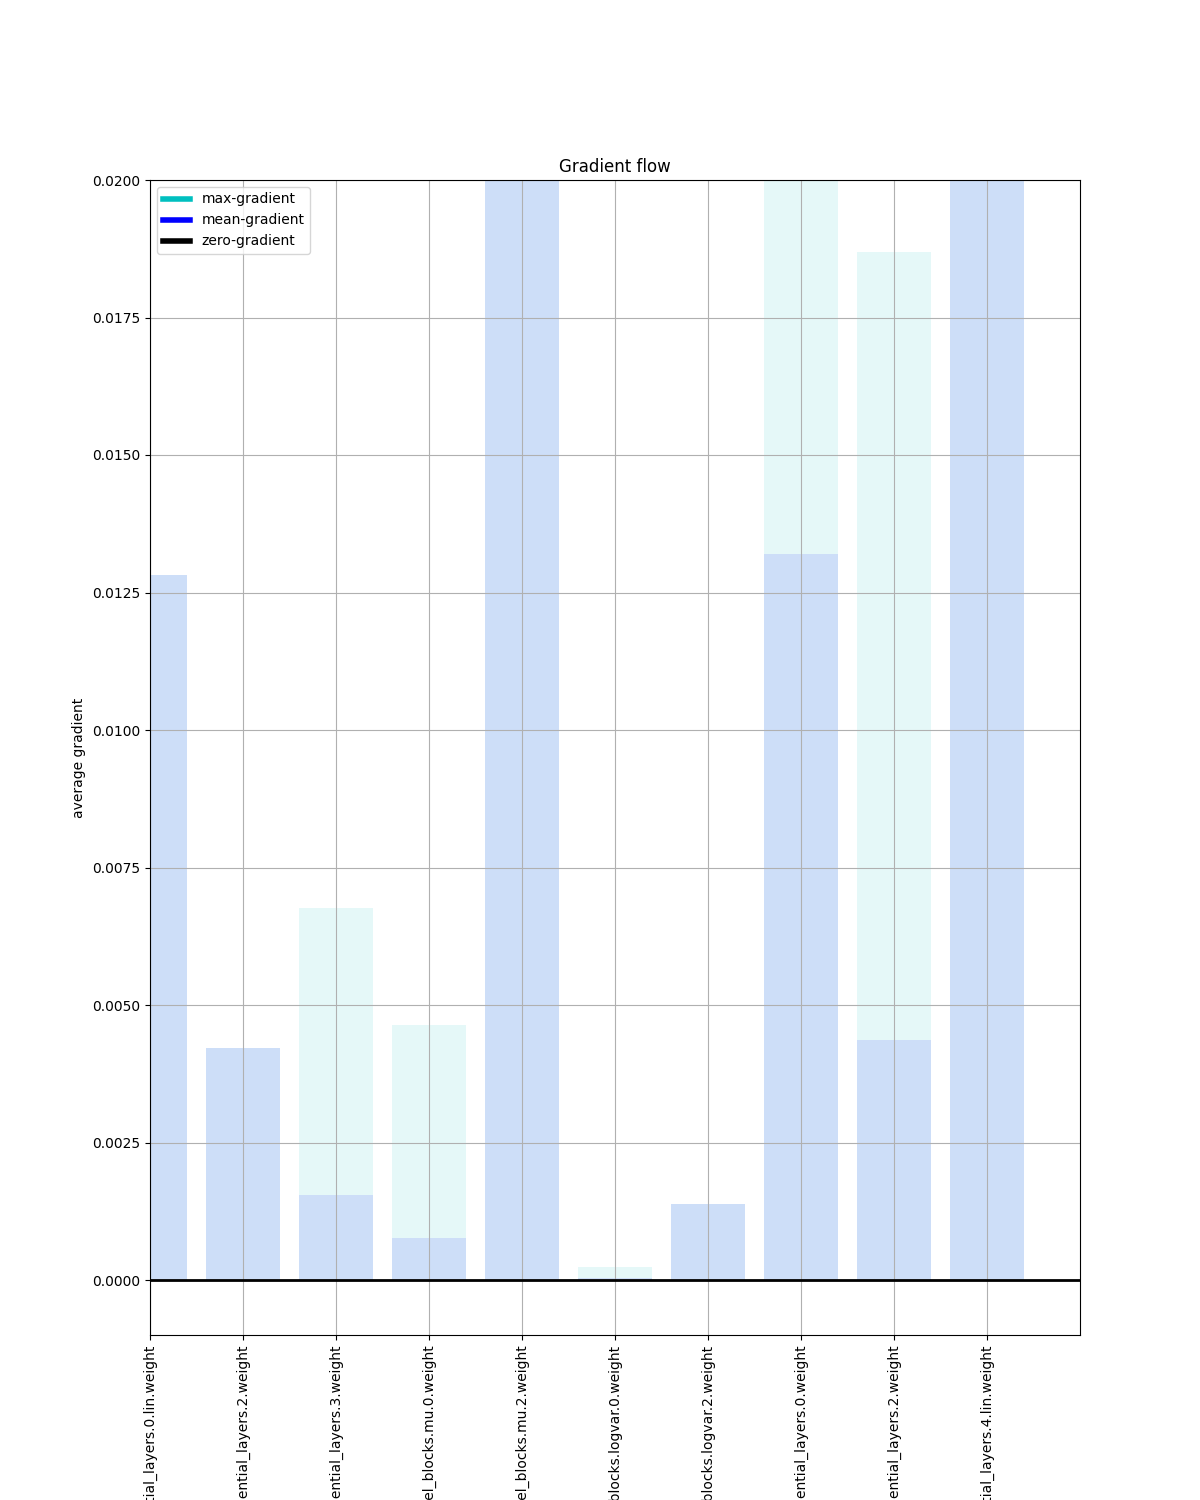 Gradient flow
max-gradient
mean-gradient
zero-gradient
0.0200
0.0175
0.0150
0.0125
0.0100
0.0075
0.0050
0.0025
0.0000
average gradient
tial_layers.0.lin.weight
ential_layers.2.weight
ential_layers.3.weight
el_blocks.mu.0.weight
el_blocks.mu.2.weight
blocks.logvar.0.weight
blocks.logvar.2.weight
ential_layers.0.weight
ential_layers.2.weight
tial_layers.4.lin.weight